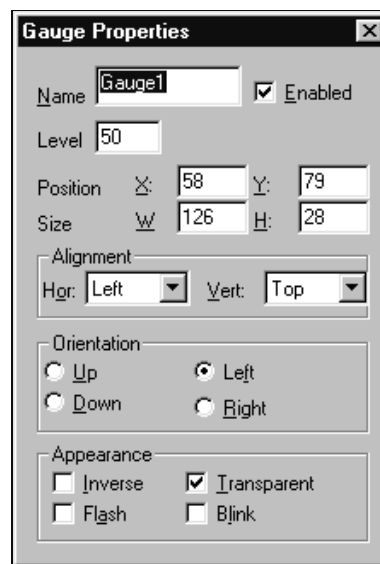 Gauge Properties
Name Gauge1 Enabled
Level 50
Position X: 58 Y: 79
Size W 126 H: 28
Alignment
Hor: Left Vert: Top
Orientation
Up Left
Down Right
Appearance
Inverse Transparent
Flash Blink